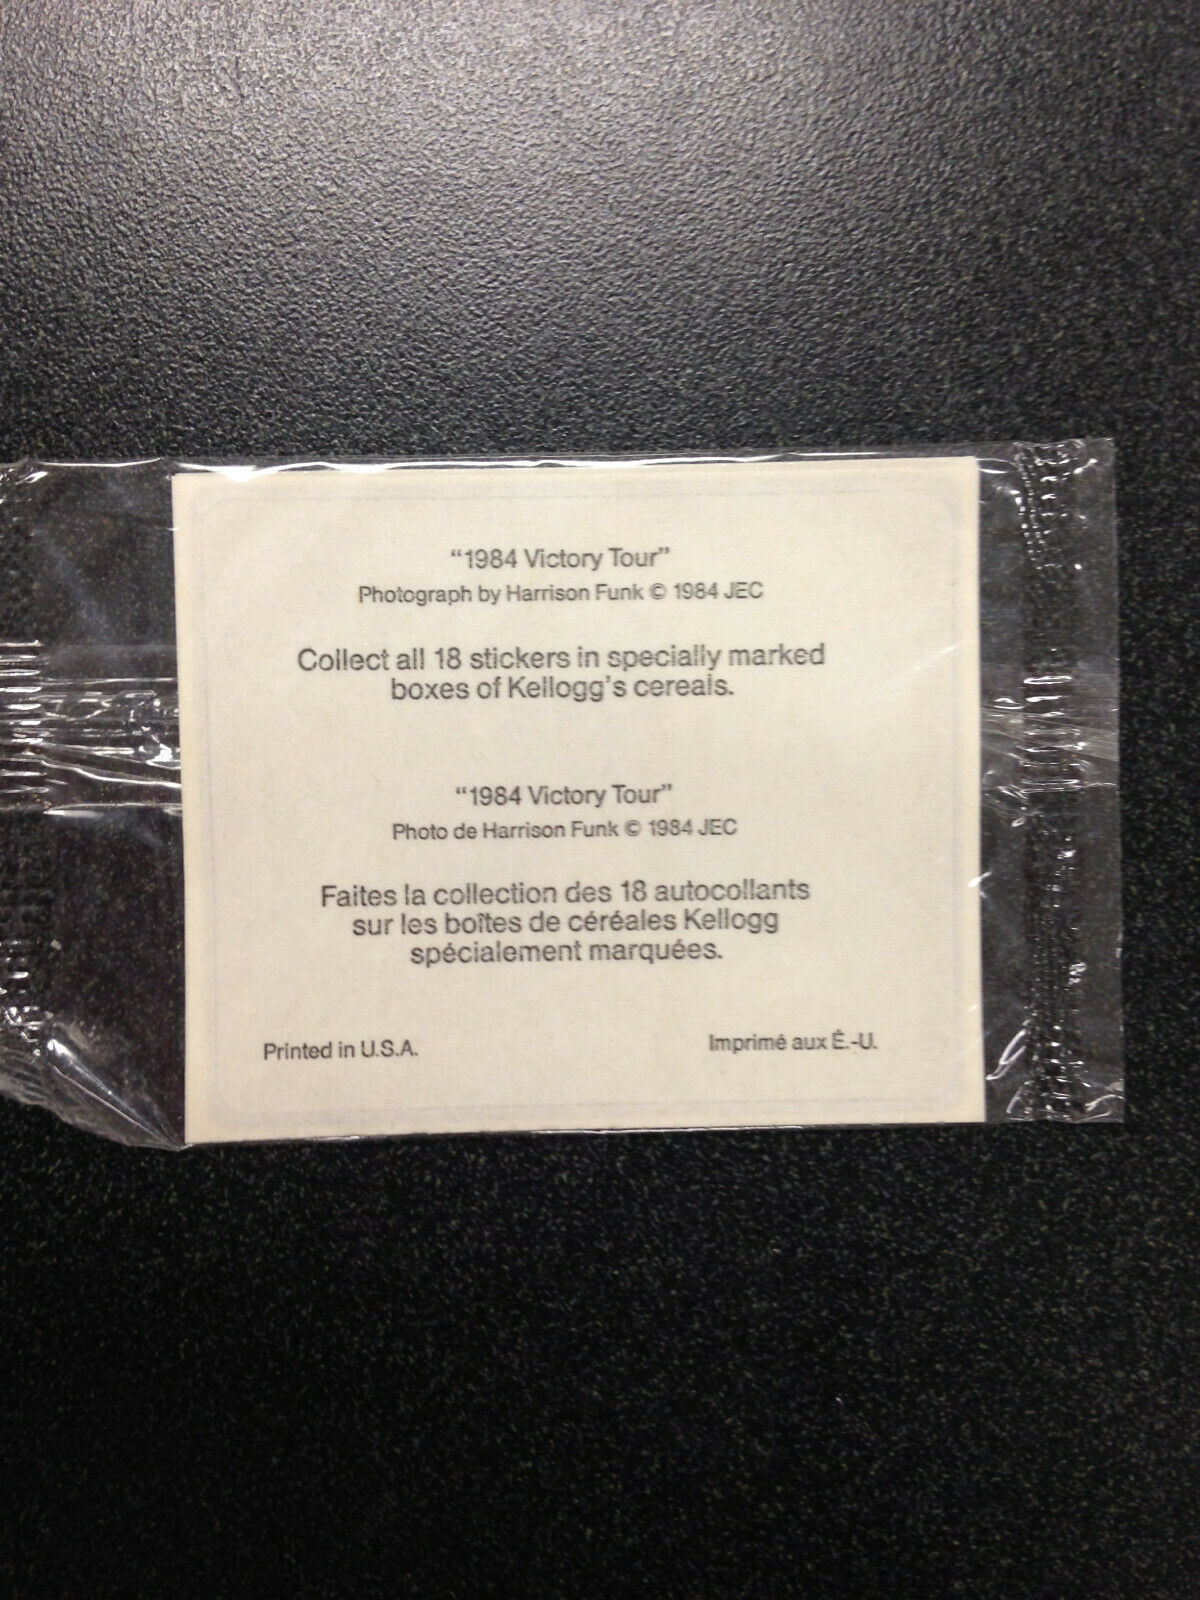 “1984 Victory Tour”
Photograph by Harrison Funk © 1984 JEC
Collect all 18 stickers in specially marked
boxes of Kellogg's cereals.
“1984 Victory Tour”
Photo de Harrison Funk © 1984 JEC
Faites la collection des 18 autocollants
sur les boîtes de céréales Kellogg
spécialement marquées.
Printed in U.S.A.
Imprimé aux É.-U.